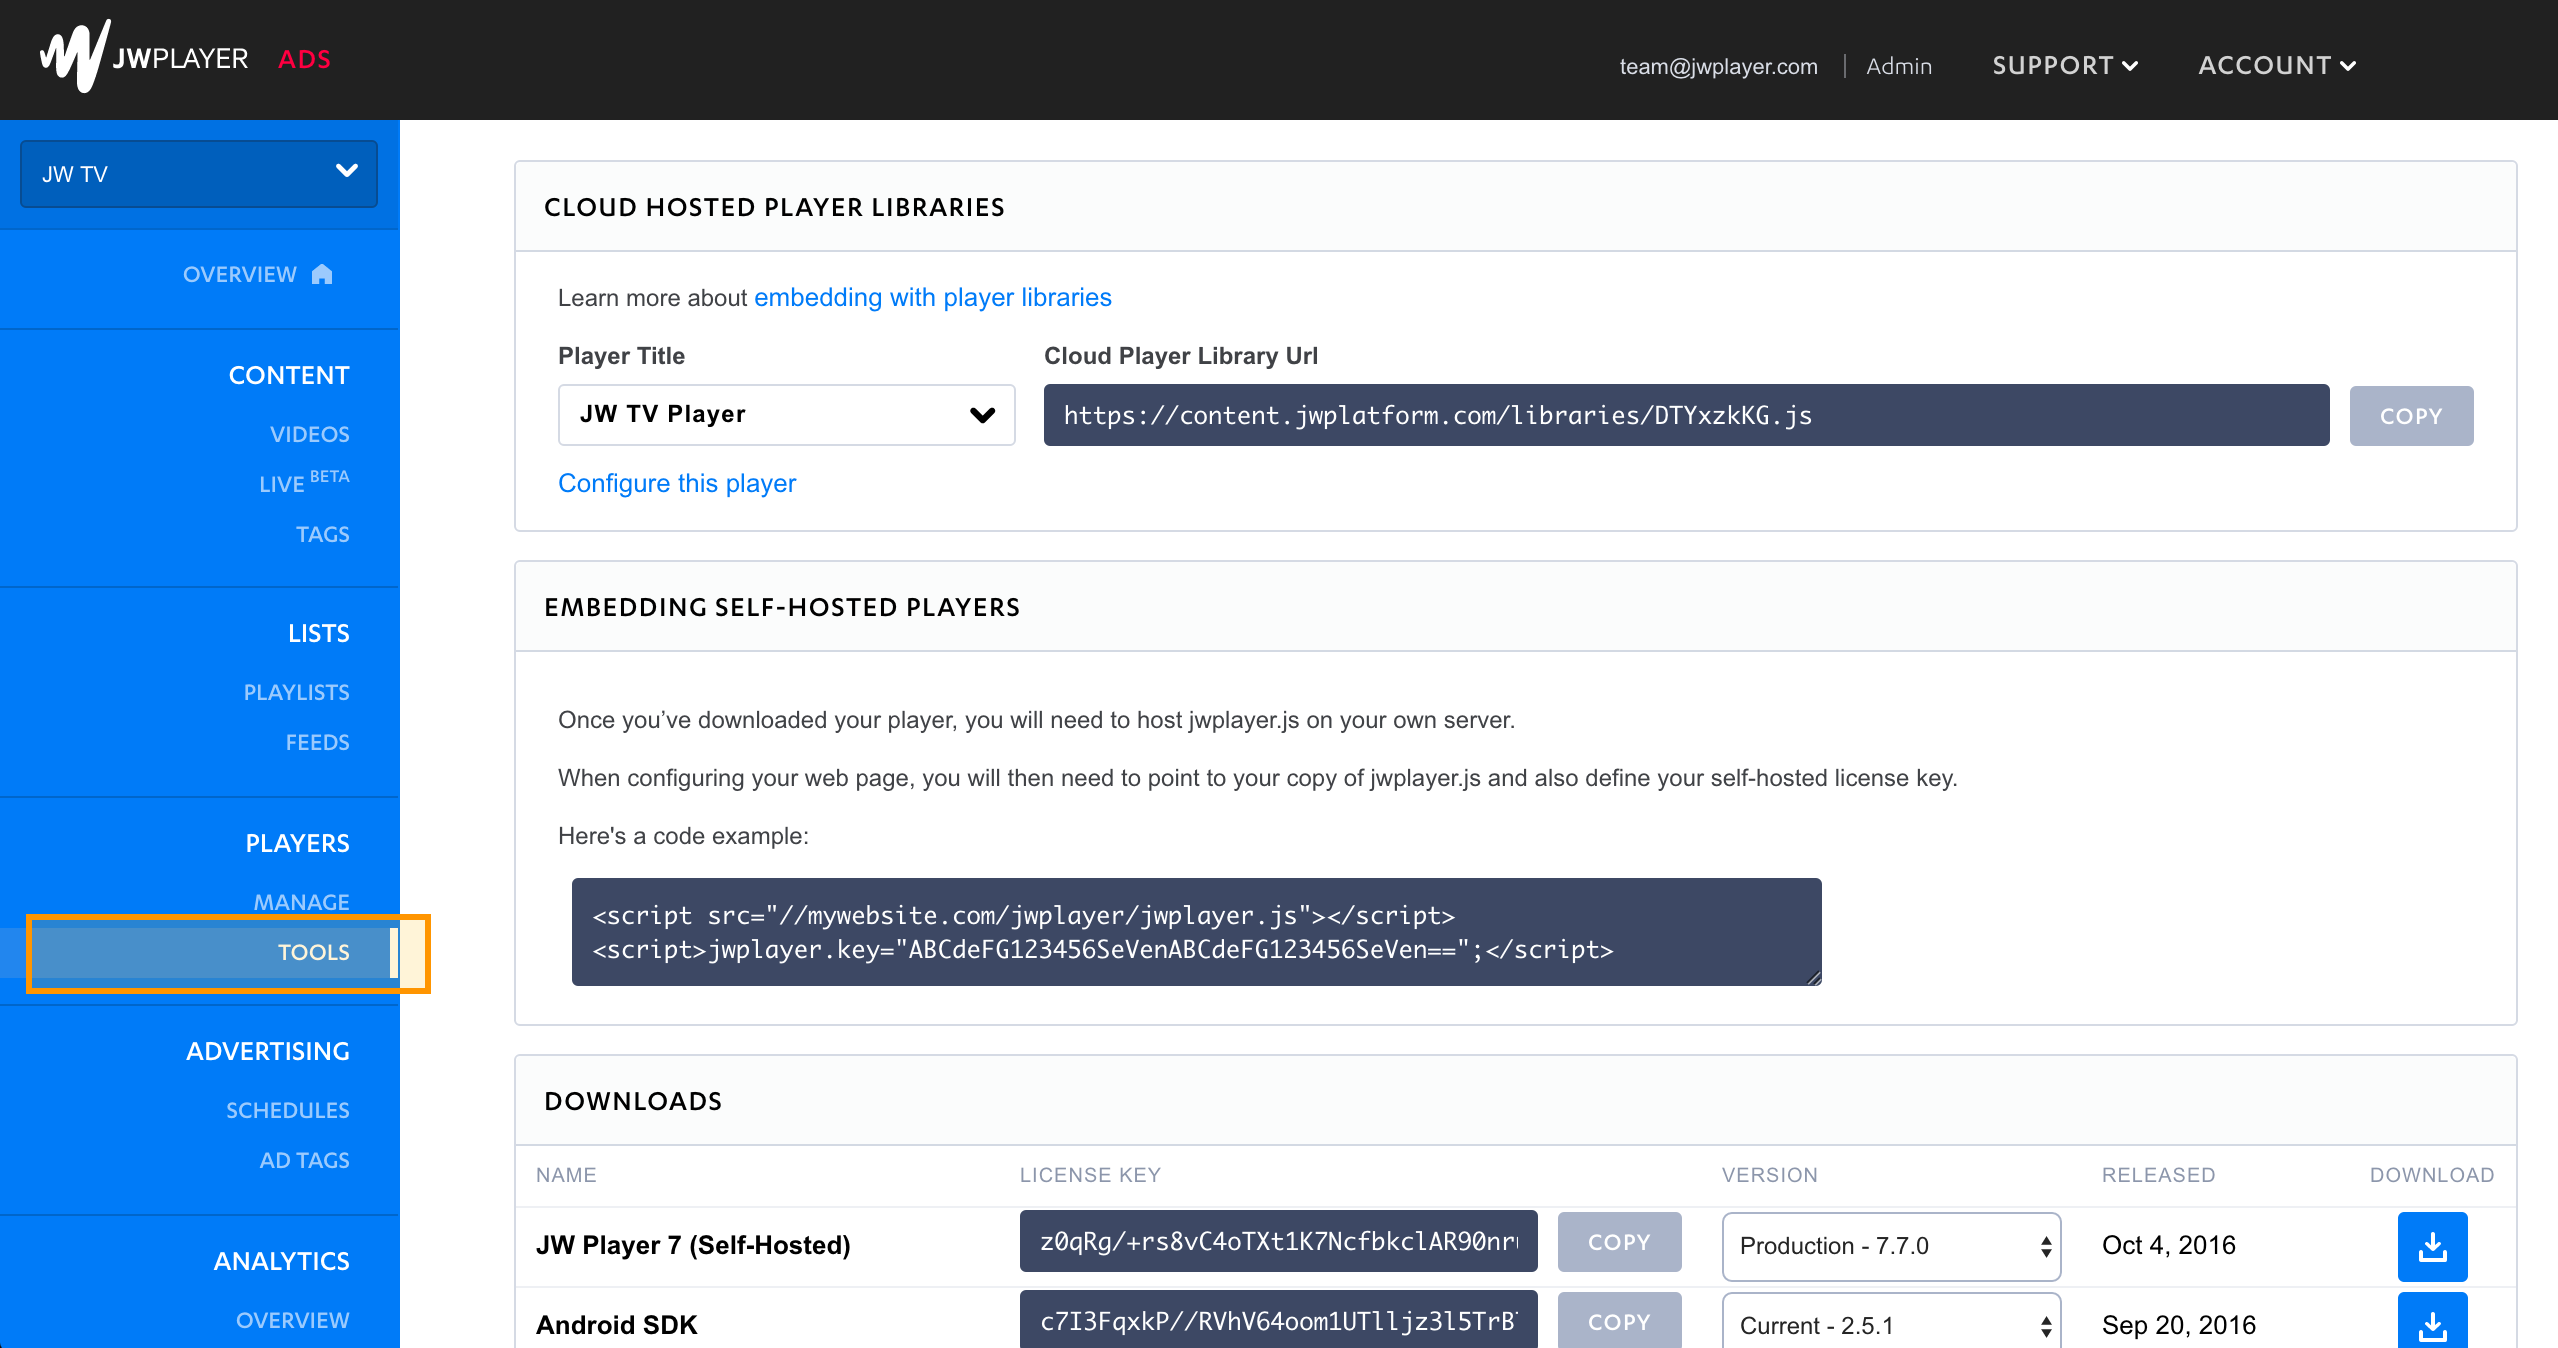 JWPLAYER ADS
team@jwplayer.com | Admin SUPPORT ACCOUNT
JW TV
OVERVIEW
CONTENT
VIDEOS
LIVE BETA
TAGS
LISTS
PLAYLISTS
FEEDS
PLAYERS
MANAGE
TOOLS
ADVERTISING
SCHEDULES
AD TAGS
ANALYTICS
OVERVIEW
CLOUD HOSTED PLAYER LIBRARIES
Learn more about embedding with player libraries
Player Title Cloud Player Library Url
JW TV Player https://content.jwplatform.com/libraries/DTYxzkKG.js COPY
Configure this player
EMBEDDING SELF-HOSTED PLAYERS
Once you’ve downloaded your player, you will need to host jwplayer.js on your own server.
When configuring your web page, you will then need to point to your copy of jwplayer.js and also define your self-hosted license key.
Here's a code example:
<script src="//mywebsite.com/jwplayer/jwplayer.js"></script>
<script>jwplayer.key="ABCdeFG123456SeVenABCdeFG123456SeVen==";</script>
DOWNLOADS
NAME LICENSE KEY VERSION RELEASED DOWNLOAD
JW Player 7 (Self-Hosted) z0qRg/+rs8vC4oTXt1K7NcfbkclAR90nr COPY Production - 7.7.0 Oct 4, 2016
Android SDK c7I3FqxkP//RVhV64oom1UTlljz3l5TrB COPY Current - 2.5.1 Sep 20, 2016